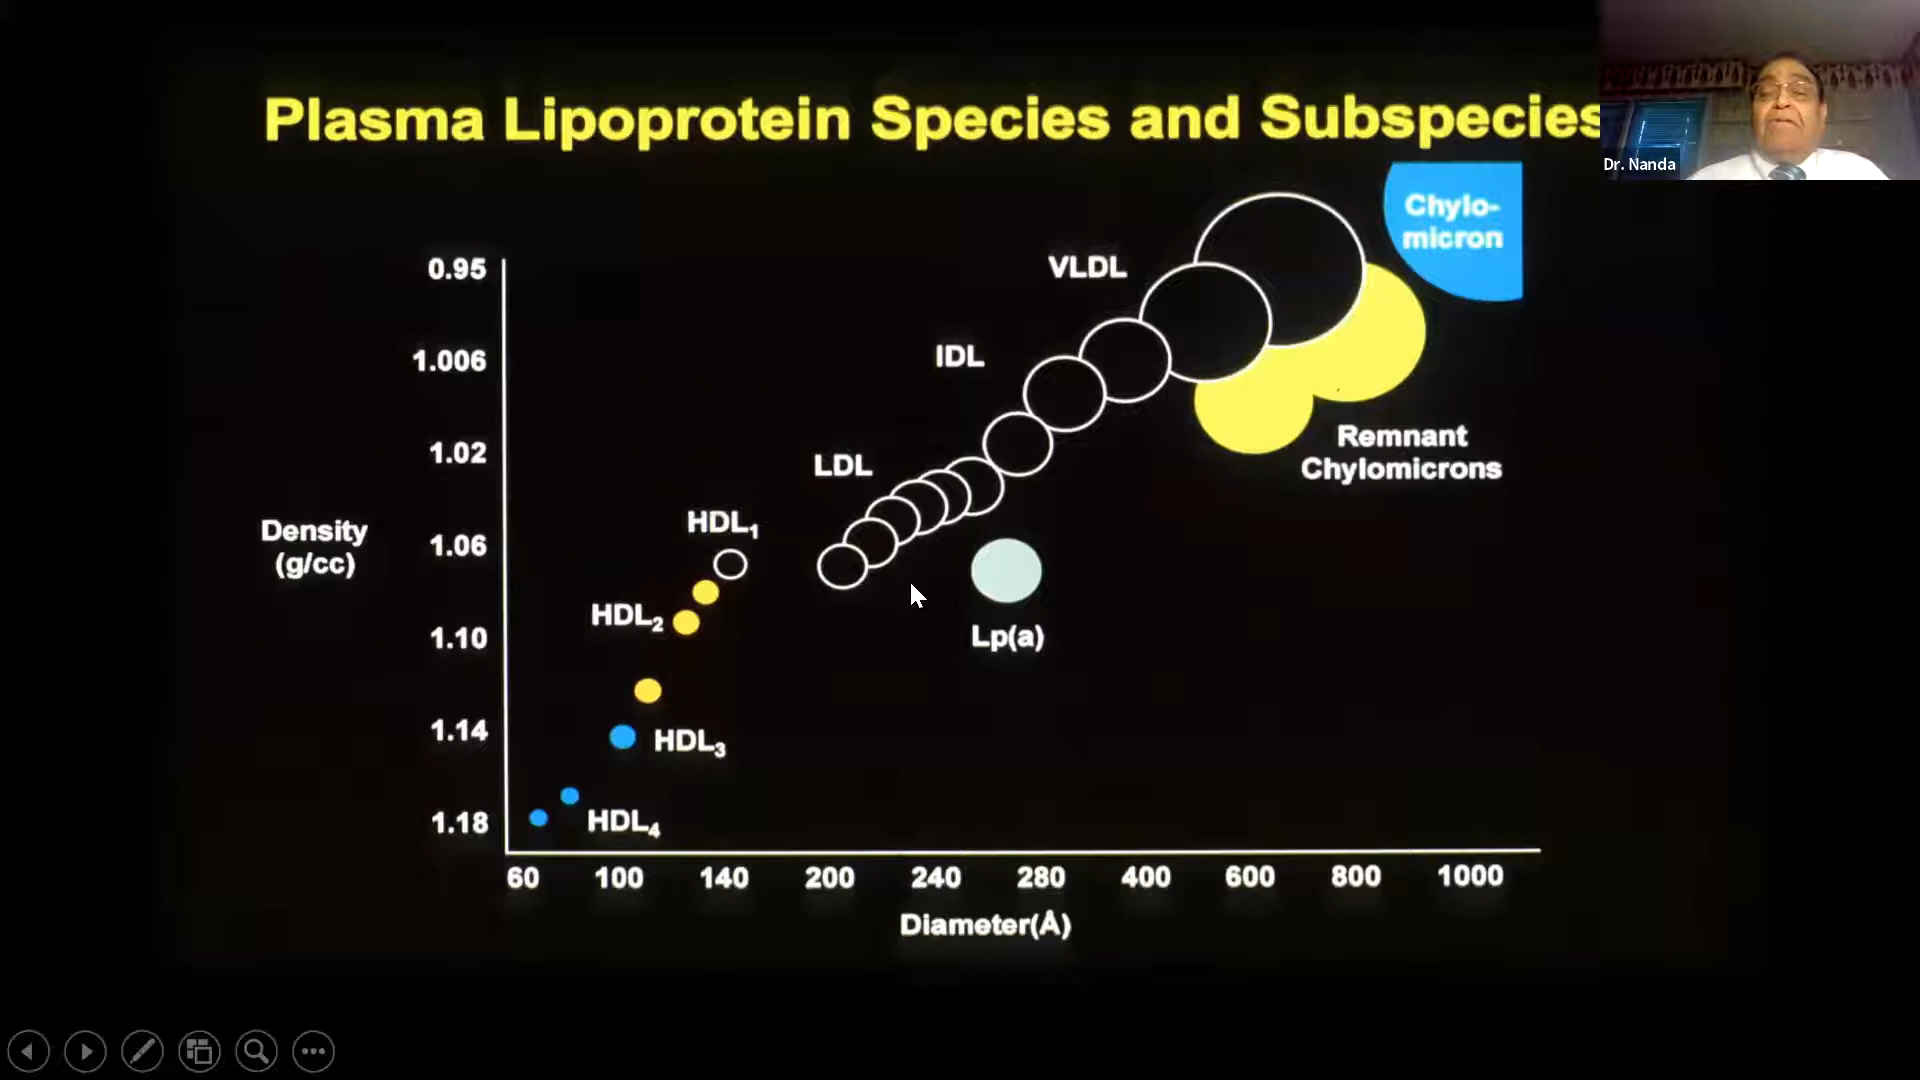 Plasma Lipoprotein Species and Subspecies
Dr. Nanda
Chylo-
micron
0.95
VLDL
1.006
IDL
Remnant
Chylomicrons
1.02
LDL
HDL₁
Density
(g/cc)
1.06
HDL₂
1.10
Lp(a)
1.14
HDL₃
1.18
HDL₄
60 100 140 200 240 280 400 600 800 1000
Diameter(Å)